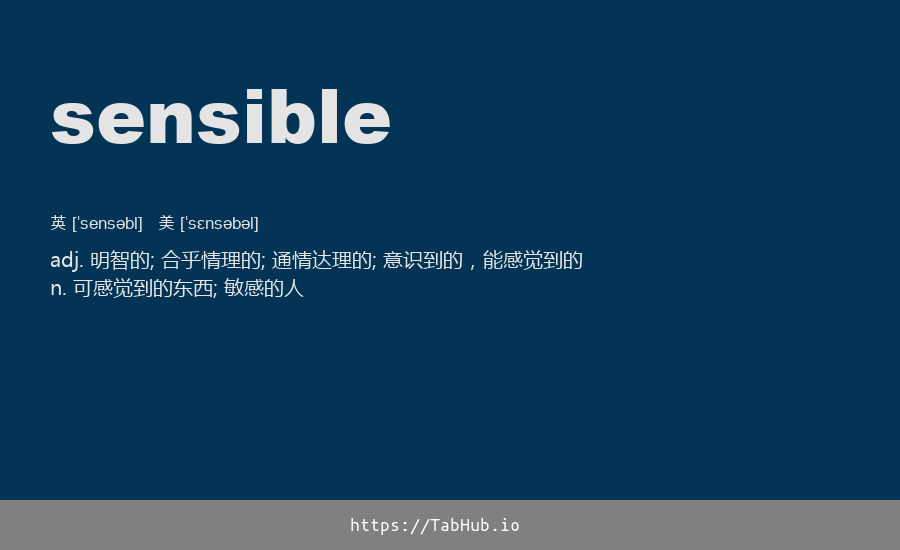 sensible
英 [ˈsensəbl] 美 [ˈsɛnsəbəl]
adj. 明智的; 合乎情理的; 通情达理的; 意识到的，能感觉到的
n. 可感觉到的东西; 敏感的人
https://TabHub.io